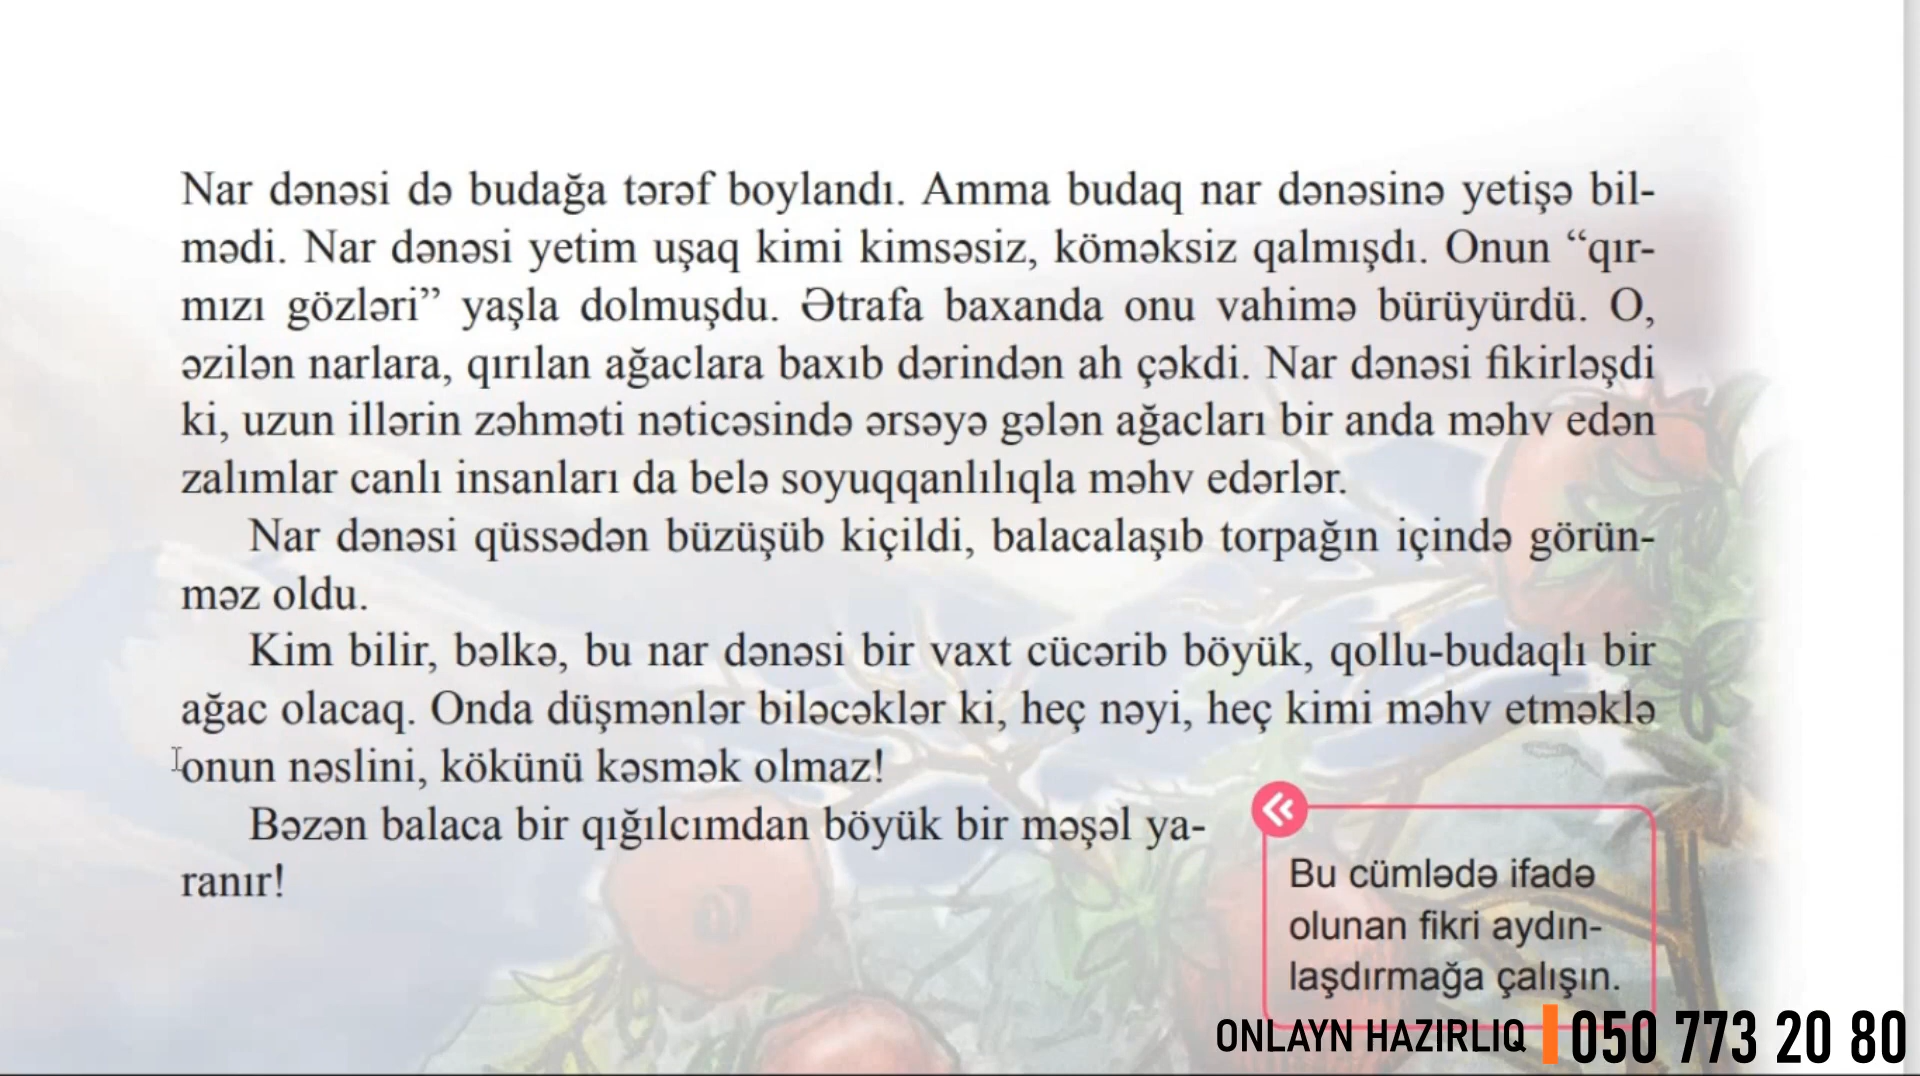 Nar dənəsi də budağa tərəf boylandı. Amma budaq nar dənəsinə yetişə bil-
mədi. Nar dənəsi yetim uşaq kimi kimsəsiz, köməksiz qalmışdı. Onun “qır-
mızı gözləri” yaşla dolmuşdu. Ətrafa baxanda onu vahimə bürüyürdü. O,
əzilən narlara, qırılan ağaclara baxıb dərindən ah çəkdi. Nar dənəsi fikirləşdi
ki, uzun illərin zəhməti nəticəsində ərsəyə gələn ağacları bir anda məhv edən
zalımlar canlı insanları da belə soyuqqanlılıqla məhv edərlər.
Nar dənəsi qüssədən büzüşüb kiçildi, balacalaşıb torpağın içində görün-
məz oldu.
Kim bilir, bəlkə, bu nar dənəsi bir vaxt cücərib böyük, qollu-budaqlı bir
ağac olacaq. Onda düşmənlər biləcəklər ki, heç nəyi, heç kimi məhv etməklə
onun nəslini, kökünü kəsmək olmaz!
Bəzən balaca bir qığılcımdan böyük bir məşəl ya-
ranır!
Bu cümlədə ifadə
olunan fikri aydın-
laşdırmağa çalışın.
ONLAYN HAZIRLIQ 050 773 20 80